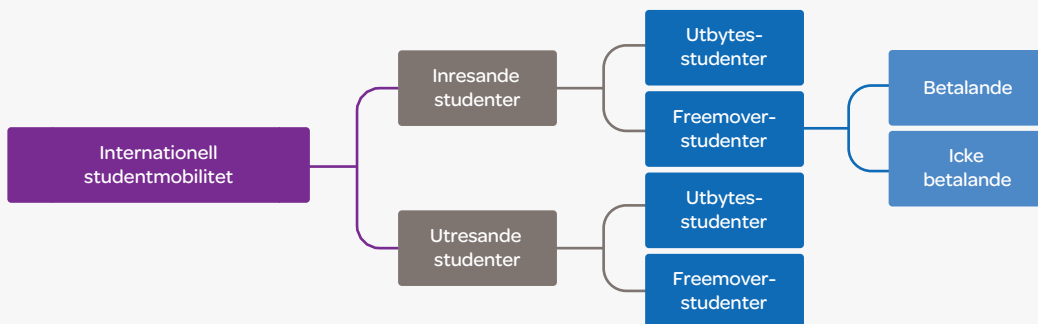 Internationell
studentmobilitet
Inresande
studenter
Utbytes-
studenter
Freemover-
studenter
Betalande
Icke
betalande
Utresande
studenter
Utbytes-
studenter
Freemover-
studenter